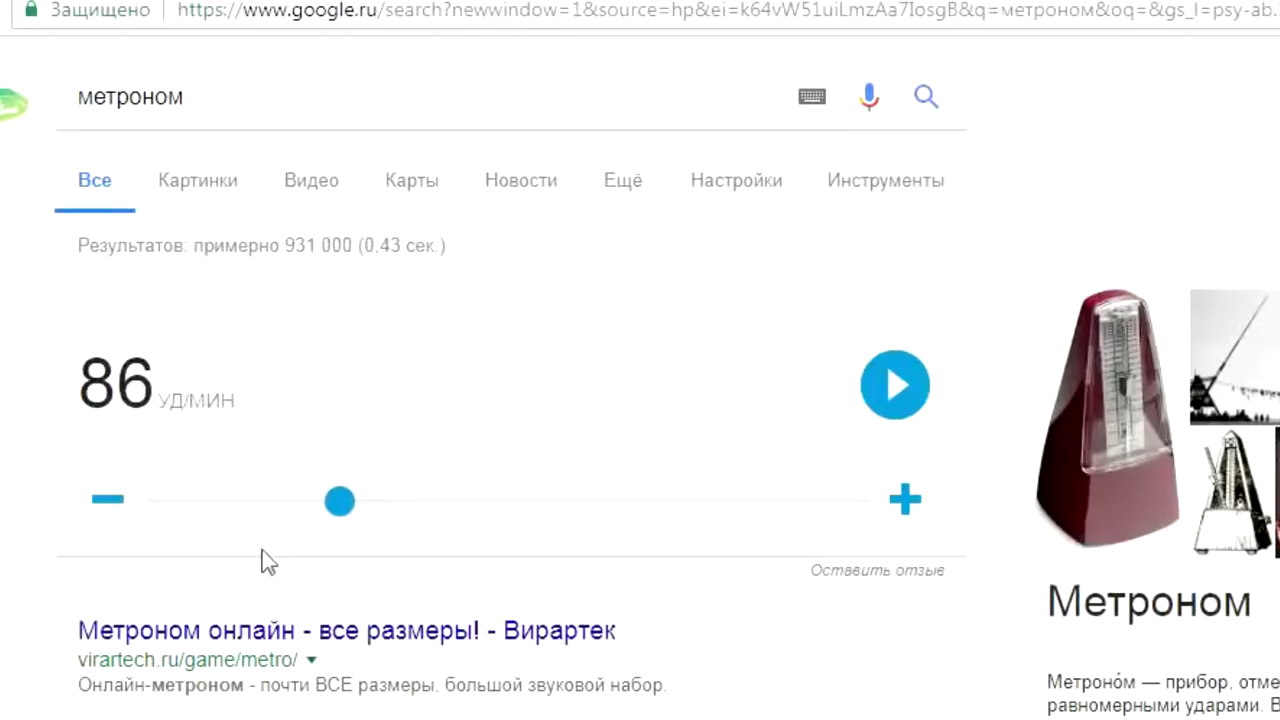 Защищено https://www.google.ru/search?newwindow=1&source=hp&ei=k64vW51uiLmzAa7IosgB&q=метроном&oq=&gs_l=psy-ab.
метроном
Все Картинки Видео Карты Новости Ещё Настройки Инструменты
Результатов: примерно 931 000 (0,43 сек.)
86 УД/МИН
Оставить отзыв
Метроном онлайн - все размеры! - Вирартек
virartech.ru/game/metro/
Онлайн-метроном - почти ВСЕ размеры, большой звуковой набор.
Метроном
Метроно́м — прибор, отме
равномерными ударами. В